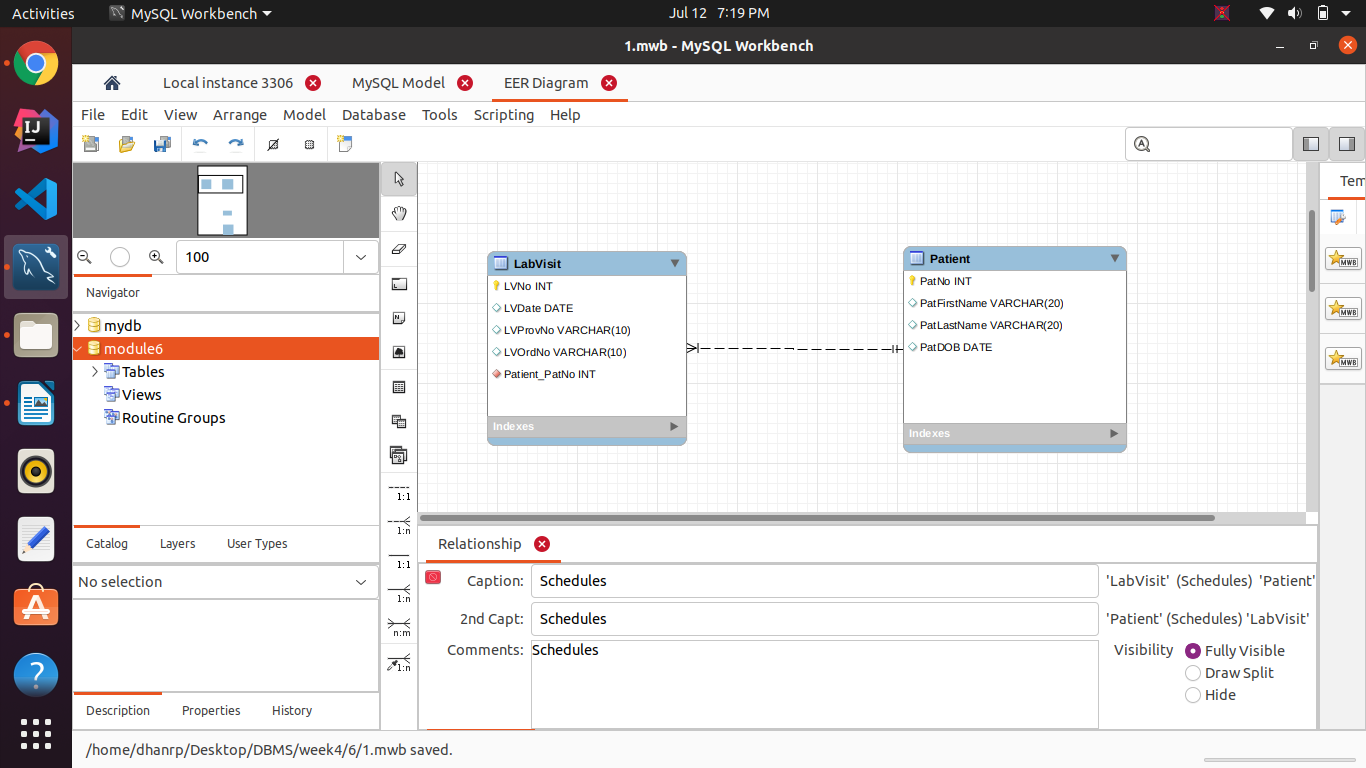 Activities MySQL Workbench Jul 12 7:19 PM
1.mwb - MySQL Workbench
Local instance 3306 MySQL Model EER Diagram
File Edit View Arrange Model Database Tools Scripting Help
Tem
100
Navigator
mydb
module6
Tables
Views
Routine Groups
Catalog Layers User Types
No selection
Description Properties History
1:1
1:n
1:1
1:n
n:m
1:n
LabVisit
LVNo INT
LVDate DATE
LVProvNo VARCHAR(10)
LVOrdNo VARCHAR(10)
Patient_PatNo INT
Indexes
Patient
PatNo INT
PatFirstName VARCHAR(20)
PatLastName VARCHAR(20)
PatDOB DATE
Indexes
MWB
MWB
MWB
Relationship
Caption: Schedules 'LabVisit' (Schedules) 'Patient'
2nd Capt: Schedules 'Patient' (Schedules) 'LabVisit'
Comments: Schedules Visibility Fully Visible
Draw Split
Hide
/home/dhanrp/Desktop/DBMS/week4/6/1.mwb saved.
IJ
A
?